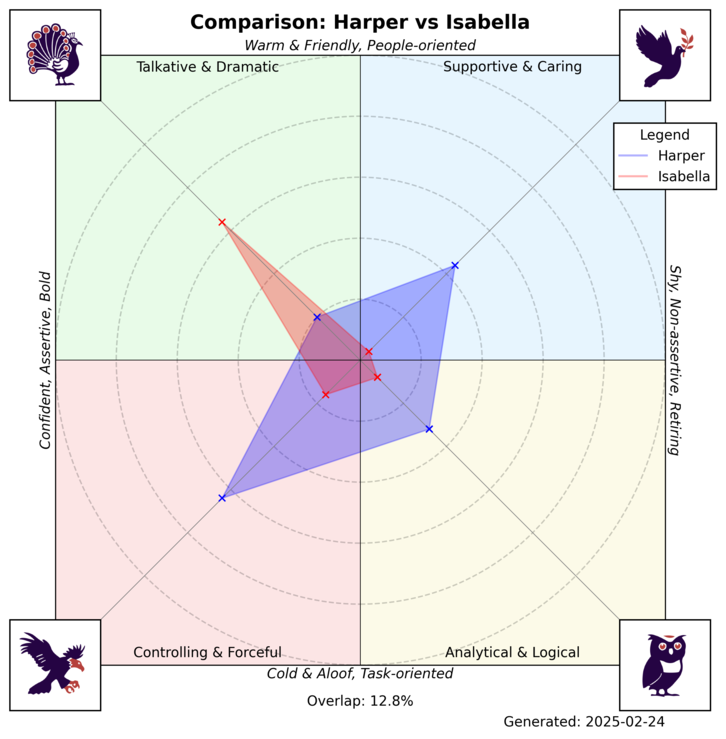 Comparison: Harper vs Isabella
Warm & Friendly, People-oriented
Talkative & Dramatic
Supportive & Caring
Legend
Harper
Isabella
Confident, Assertive, Bold
Shy, Non-assertive, Retiring
Controlling & Forceful
Analytical & Logical
Cold & Aloof, Task-oriented
Overlap: 12.8%
Generated: 2025-02-24